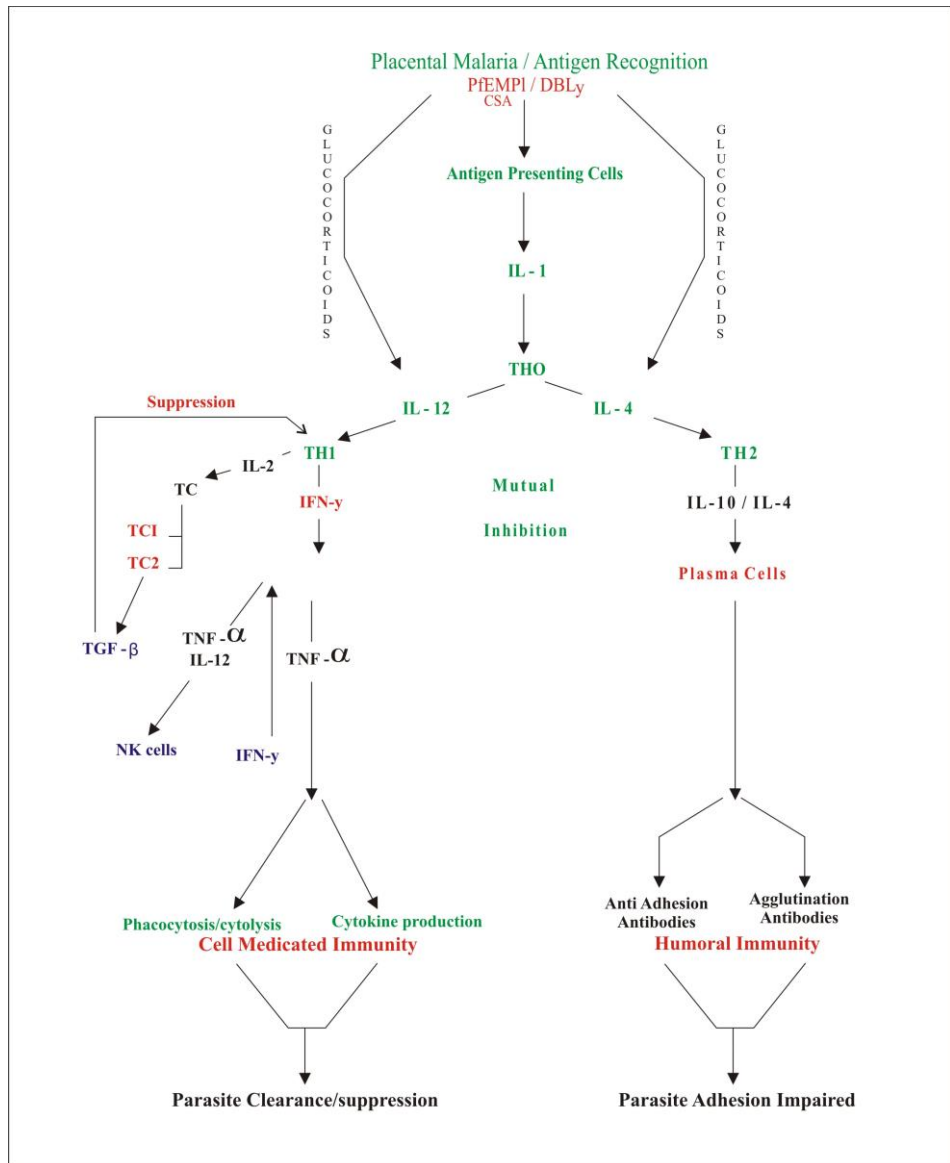 Placental Malaria / Antigen Recognition
PfEMPl / DBLy
CSA
GLUCOCORTICOIDS
GLUCOCORTICOIDS
Antigen Presenting Cells
IL - 1
THO
IL - 12
IL - 4
Suppression
TH1
TH2
IL-2
TC
IFN-y
Mutual
Inhibition
IL-10 / IL-4
TCI
TC2
Plasma Cells
TGF - β
TNF - α
IL-12
TNF - α
NK cells
IFN-y
Phacocytosis/cytolysis
Cytokine production
Cell Medicated Immunity
Anti Adhesion
Antibodies
Agglutination
Antibodies
Humoral Immunity
Parasite Clearance/suppression
Parasite Adhesion Impaired